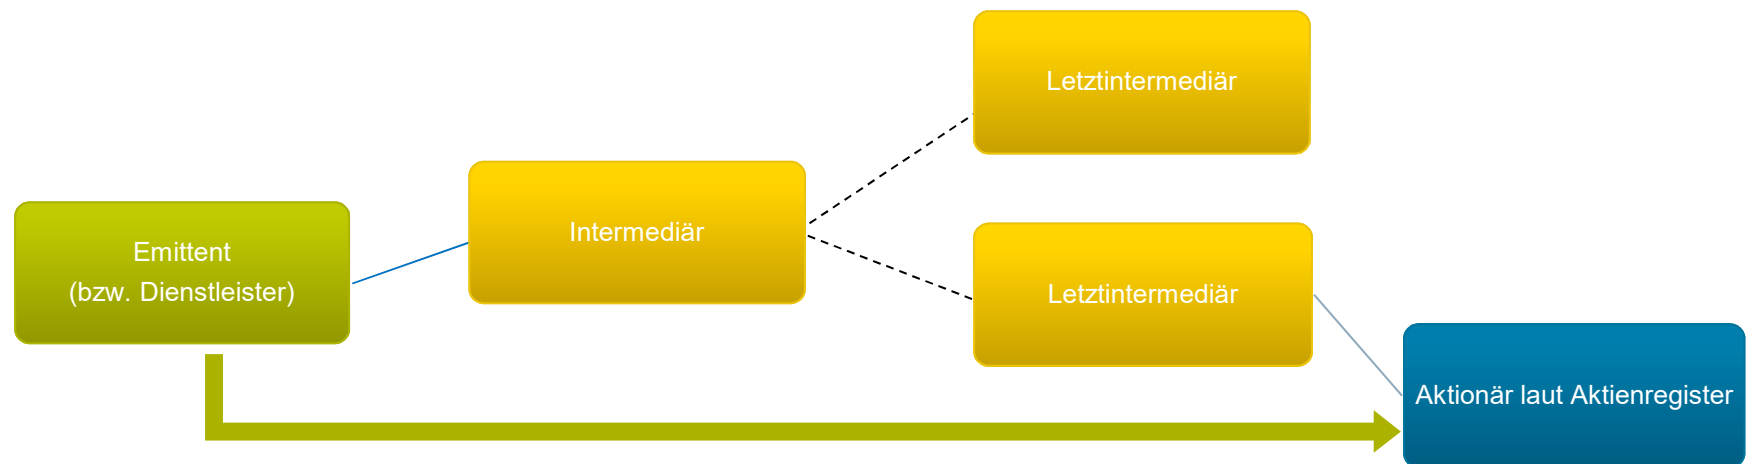 Letztintermediär
Intermediär
Emittent
(bzw. Dienstleister)
Letztintermediär
Aktionär laut Aktienregister